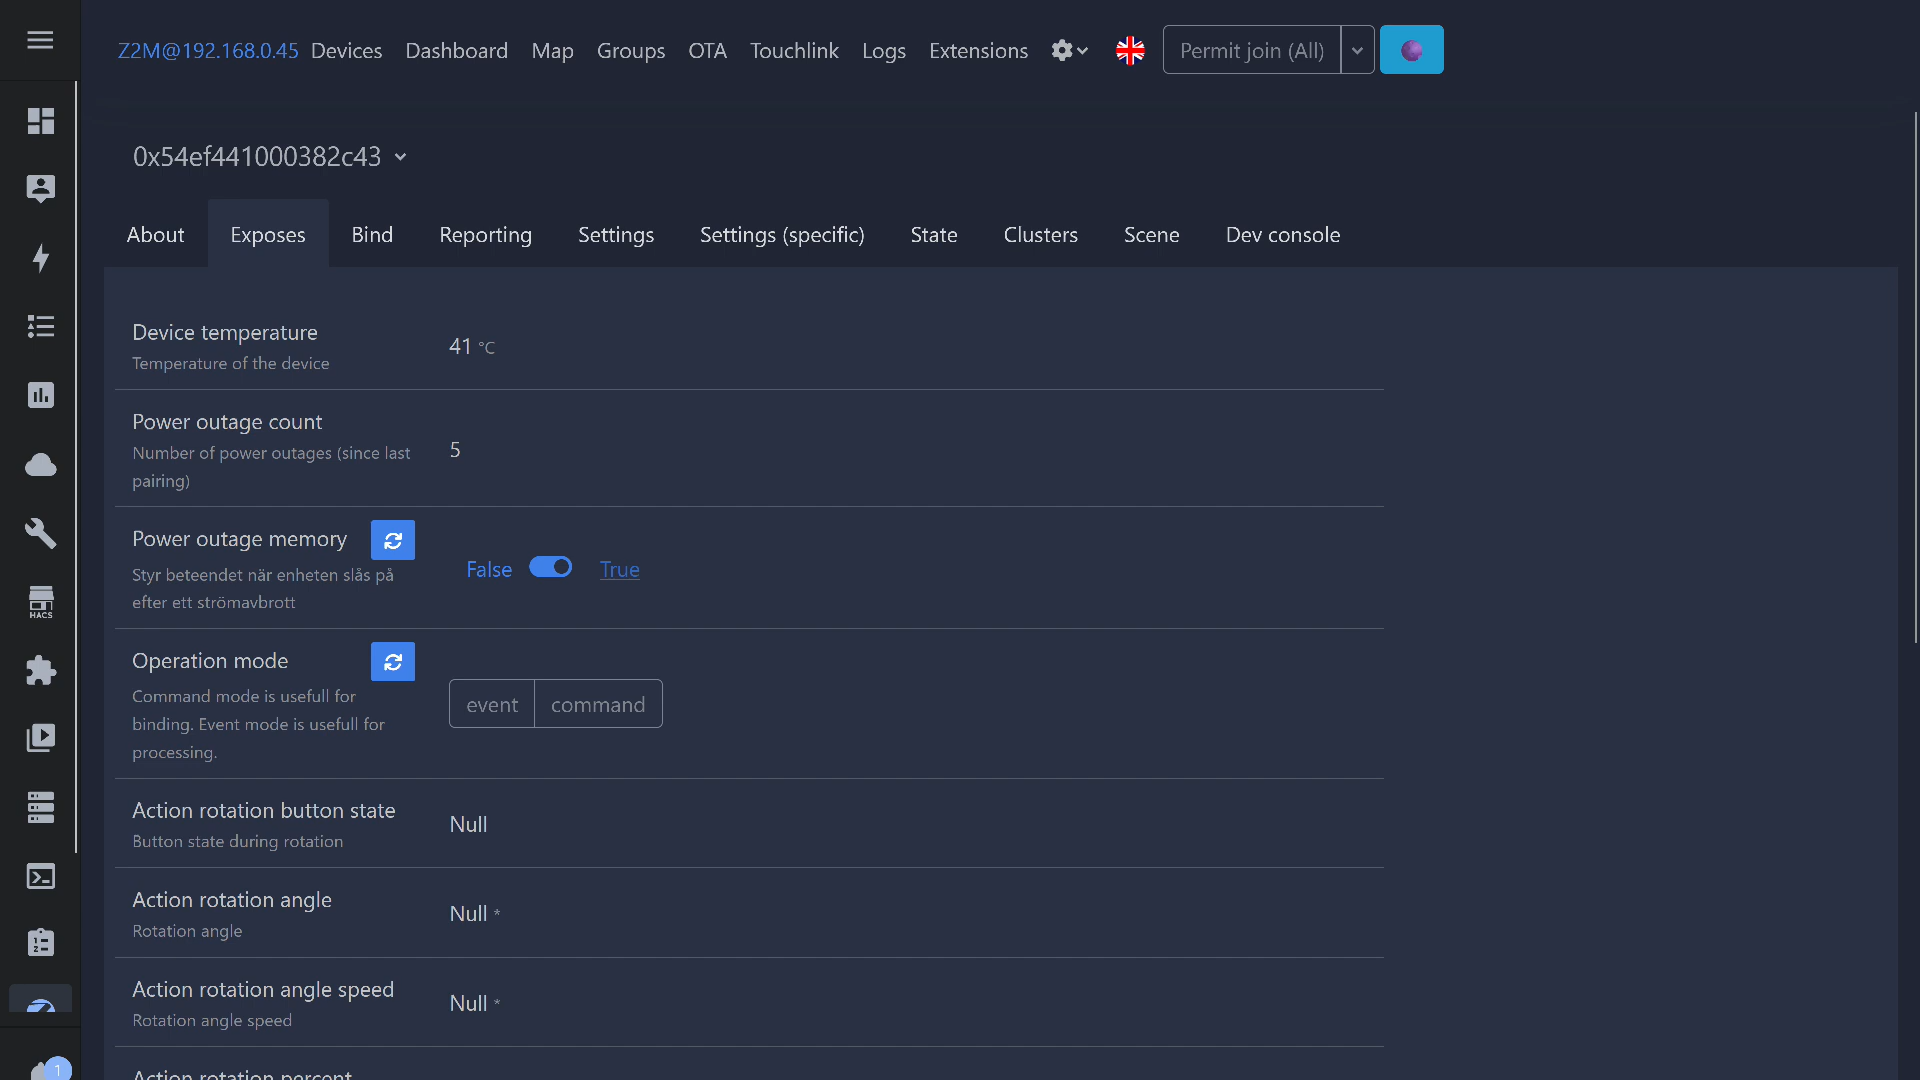 Z2M@192.168.0.45 Devices Dashboard Map Groups OTA Touchlink Logs Extensions Permit join (All)
0x54ef441000382c43
About Exposes Bind Reporting Settings Settings (specific) State Clusters Scene Dev console
Device temperature
Temperature of the device
41 °C
Power outage count
Number of power outages (since last
pairing)
5
Power outage memory
Styr beteendet när enheten slås på
efter ett strömavbrott
False True
Operation mode
Command mode is usefull for
binding. Event mode is usefull for
processing.
event command
Action rotation button state
Button state during rotation
Null
Action rotation angle
Rotation angle
Null *
Action rotation angle speed
Rotation angle speed
Null *
Action rotation percent
HACS
1